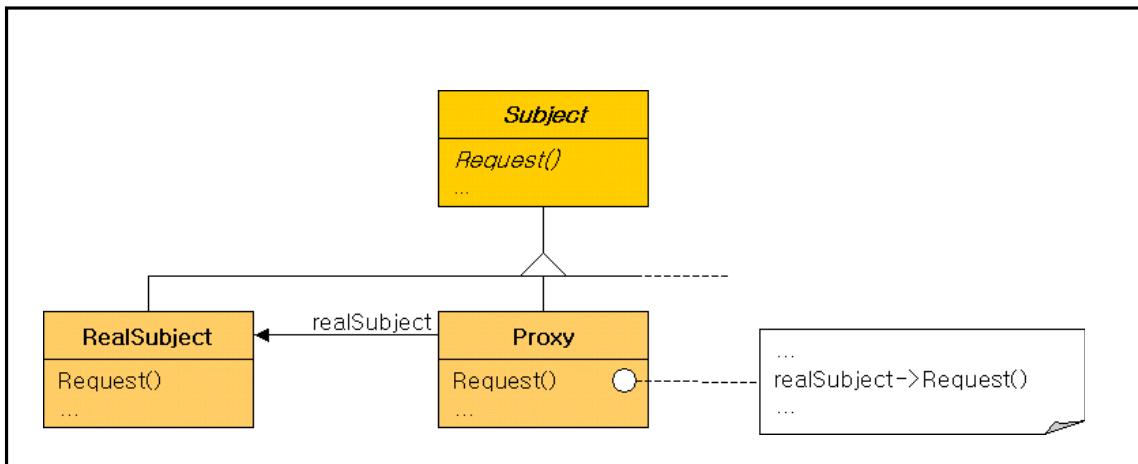 Subject
Request()
...
RealSubject
Request()
...
realSubject
Proxy
Request()
...
...
realSubject->Request()
...